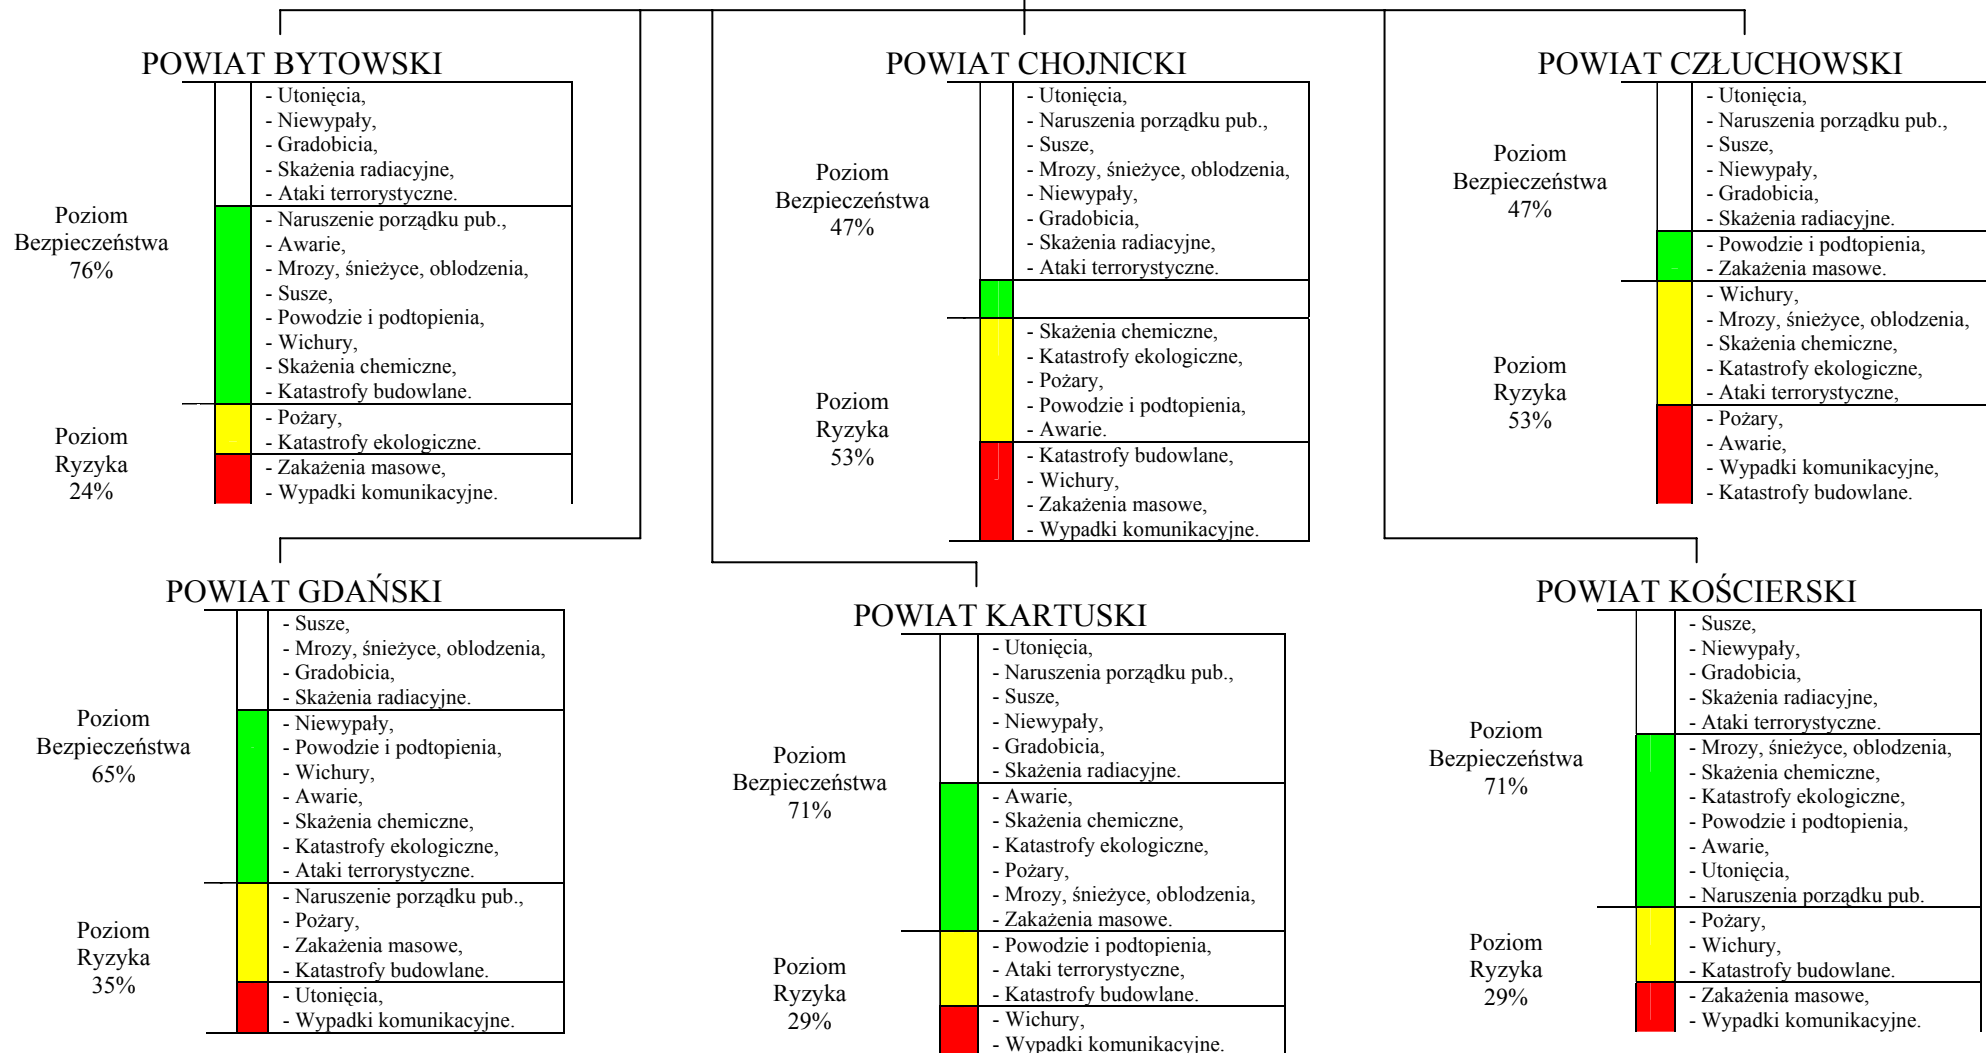 POWIAT BYTOWSKI
Poziom
Bezpieczeństwa
76%
- Utonięcia,
- Niewypały,
- Gradobicia,
- Skażenia radiacyjne,
- Ataki terrorystyczne.
- Naruszenie porządku pub.,
- Awarie,
- Mrozy, śnieżyce, oblodzenia,
- Susze,
- Powodzie i podtopienia,
- Wichury,
- Skażenia chemiczne,
- Katastrofy budowlane.
Poziom
Ryzyka
24%
- Pożary,
- Katastrofy ekologiczne.
- Zakażenia masowe,
- Wypadki komunikacyjne.
POWIAT CHOJNICKI
Poziom
Bezpieczeństwa
47%
- Utonięcia,
- Naruszenia porządku pub.,
- Susze,
- Mrozy, śnieżyce, oblodzenia,
- Niewypały,
- Gradobicia,
- Skażenia radiacyjne,
- Ataki terrorystyczne.
Poziom
Ryzyka
53%
- Skażenia chemiczne,
- Katastrofy ekologiczne,
- Pożary,
- Powodzie i podtopienia,
- Awarie.
- Katastrofy budowlane,
- Wichury,
- Zakażenia masowe,
- Wypadki komunikacyjne.
POWIAT CZŁUCHOWSKI
Poziom
Bezpieczeństwa
47%
- Utonięcia,
- Naruszenia porządku pub.,
- Susze,
- Niewypały,
- Gradobicia,
- Skażenia radiacyjne.
- Powodzie i podtopienia,
- Zakażenia masowe.
Poziom
Ryzyka
53%
- Wichury,
- Mrozy, śnieżyce, oblodzenia,
- Skażenia chemiczne,
- Katastrofy ekologiczne,
- Ataki terrorystyczne,
- Pożary,
- Awarie,
- Wypadki komunikacyjne,
- Katastrofy budowlane.
POWIAT GDAŃSKI
Poziom
Bezpieczeństwa
65%
- Susze,
- Mrozy, śnieżyce, oblodzenia,
- Gradobicia,
- Skażenia radiacyjne.
- Niewypały,
- Powodzie i podtopienia,
- Wichury,
- Awarie,
- Skażenia chemiczne,
- Katastrofy ekologiczne,
- Ataki terrorystyczne.
Poziom
Ryzyka
35%
- Naruszenie porządku pub.,
- Pożary,
- Zakażenia masowe,
- Katastrofy budowlane.
- Utonięcia,
- Wypadki komunikacyjne.
POWIAT KARTUSKI
Poziom
Bezpieczeństwa
71%
- Utonięcia,
- Naruszenia porządku pub.,
- Susze,
- Niewypały,
- Gradobicia,
- Skażenia radiacyjne.
- Awarie,
- Skażenia chemiczne,
- Katastrofy ekologiczne,
- Pożary,
- Mrozy, śnieżyce, oblodzenia,
- Zakażenia masowe.
Poziom
Ryzyka
29%
- Powodzie i podtopienia,
- Ataki terrorystyczne,
- Katastrofy budowlane.
- Wichury,
- Wypadki komunikacyjne.
POWIAT KOŚCIERSKI
Poziom
Bezpieczeństwa
71%
- Susze,
- Niewypały,
- Gradobicia,
- Skażenia radiacyjne,
- Ataki terrorystyczne.
- Mrozy, śnieżyce, oblodzenia,
- Skażenia chemiczne,
- Katastrofy ekologiczne,
- Powodzie i podtopienia,
- Awarie,
- Utonięcia,
- Naruszenia porządku pub.
Poziom
Ryzyka
29%
- Pożary,
- Wichury,
- Katastrofy budowlane.
- Zakażenia masowe,
- Wypadki komunikacyjne.